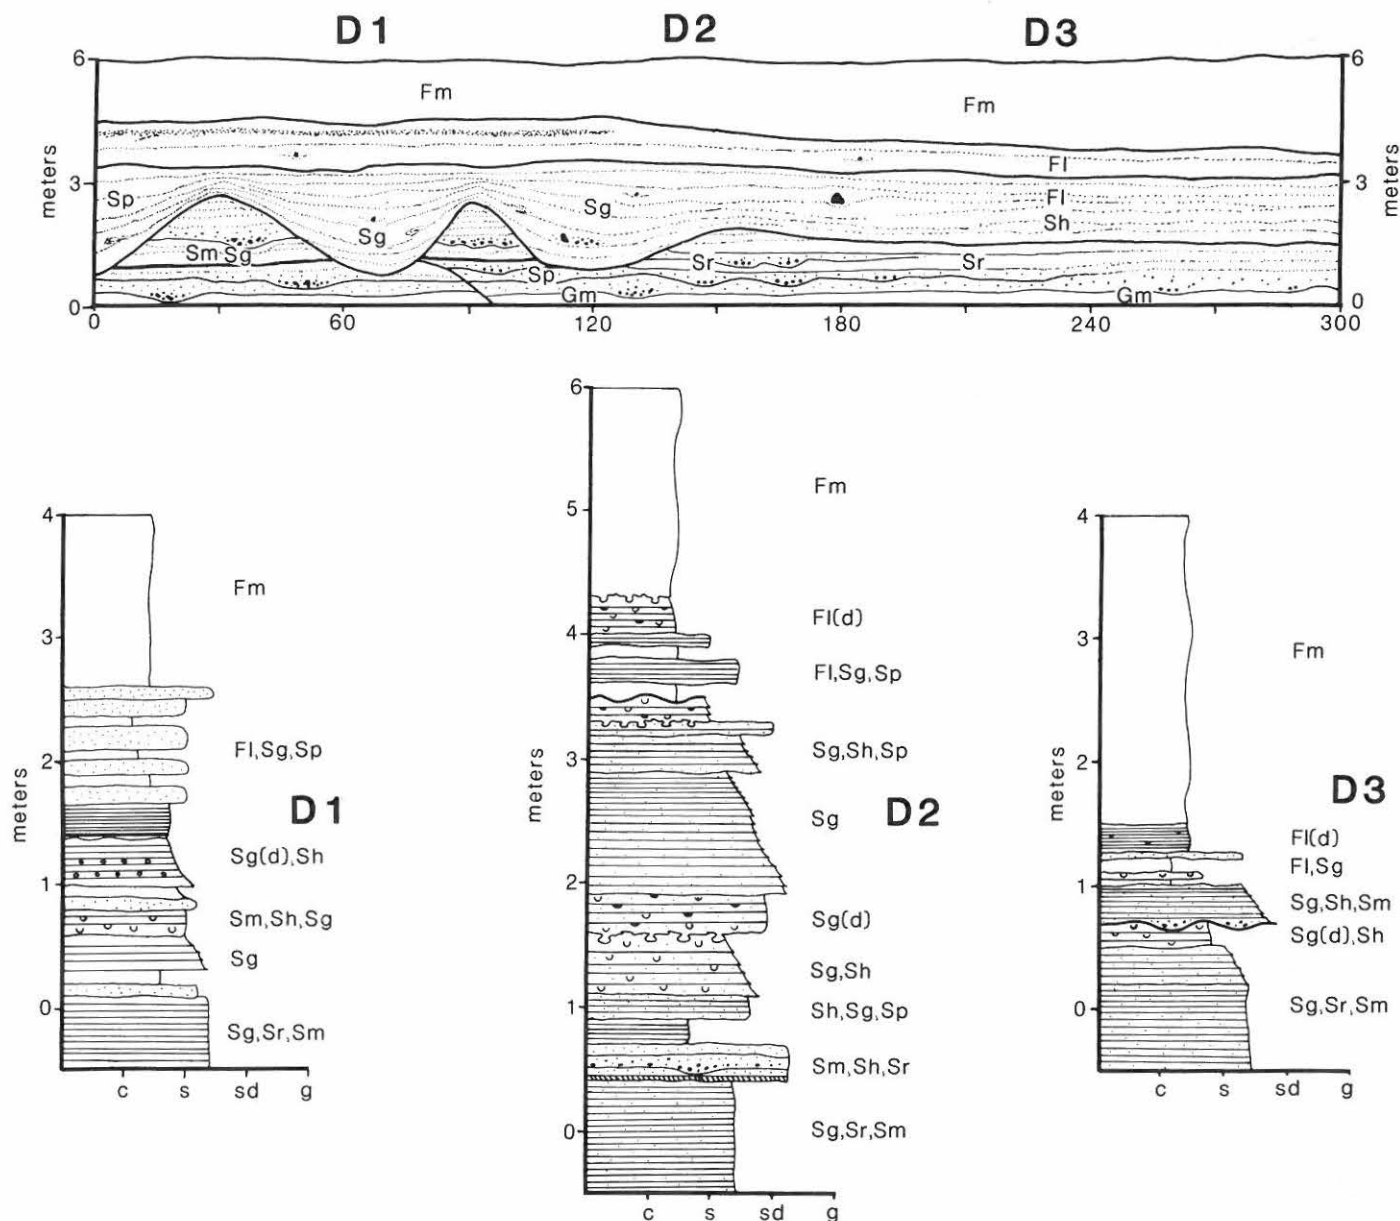 D1 D2 D3
6 6
Fm Fm
meters meters
Fl
3 3
Sp Sg Fl
Sg Sh
Sm Sg Sr Sr
Sp
Gm Gm
0 0
0 60 120 180 240 300
6
5
Fm
4
Fl(d)
Fl,Sg,Sp
3
Sg,Sh,Sp
meters
Sg
D2
2
Sg(d)
Sg,Sh
1
Sh,Sg,Sp
Sm,Sh,Sr
0
Sg,Sr,Sm
c s sd g
4
Fm
3
Fl,Sg,Sp
2
meters
D1
Sg(d),Sh
1
Sm,Sh,Sg
Sg
0
Sg,Sr,Sm
c s sd g
4
3
Fm
2
meters
D3
Fl(d)
Fl,Sg
1
Sg,Sh,Sm
Sg(d),Sh
0
Sg,Sr,Sm
c s sd g